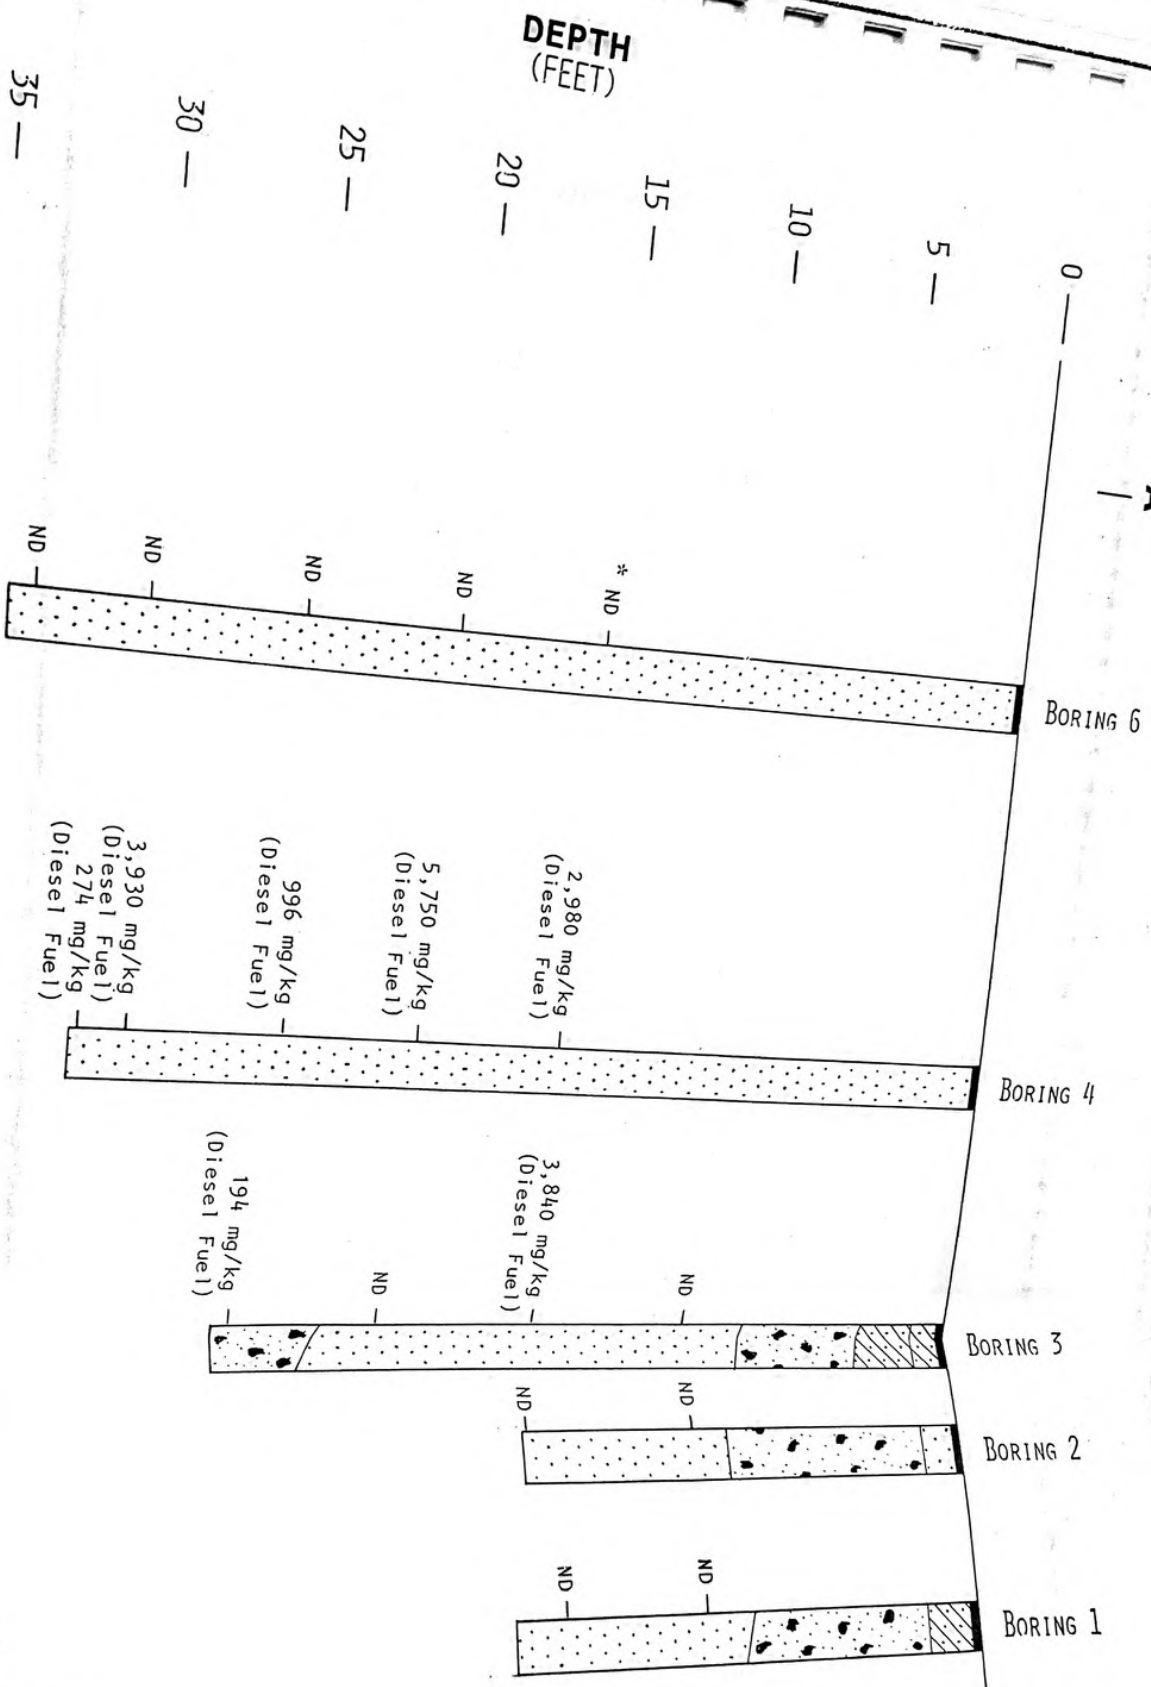 DEPTH
(FEET)
0
5
10
15
20
25
30
35
BORING 6
* ND
ND
ND
ND
ND
BORING 4
2,980 mg/kg
(Diesel Fuel)
5,750 mg/kg
(Diesel Fuel)
996 mg/kg
(Diesel Fuel)
3,930 mg/kg
(Diesel Fuel)
274 mg/kg
(Diesel Fuel)
BORING 3
ND
3,840 mg/kg
(Diesel Fuel)
ND
194 mg/kg
(Diesel Fuel)
BORING 2
ND
ND
BORING 1
ND
ND